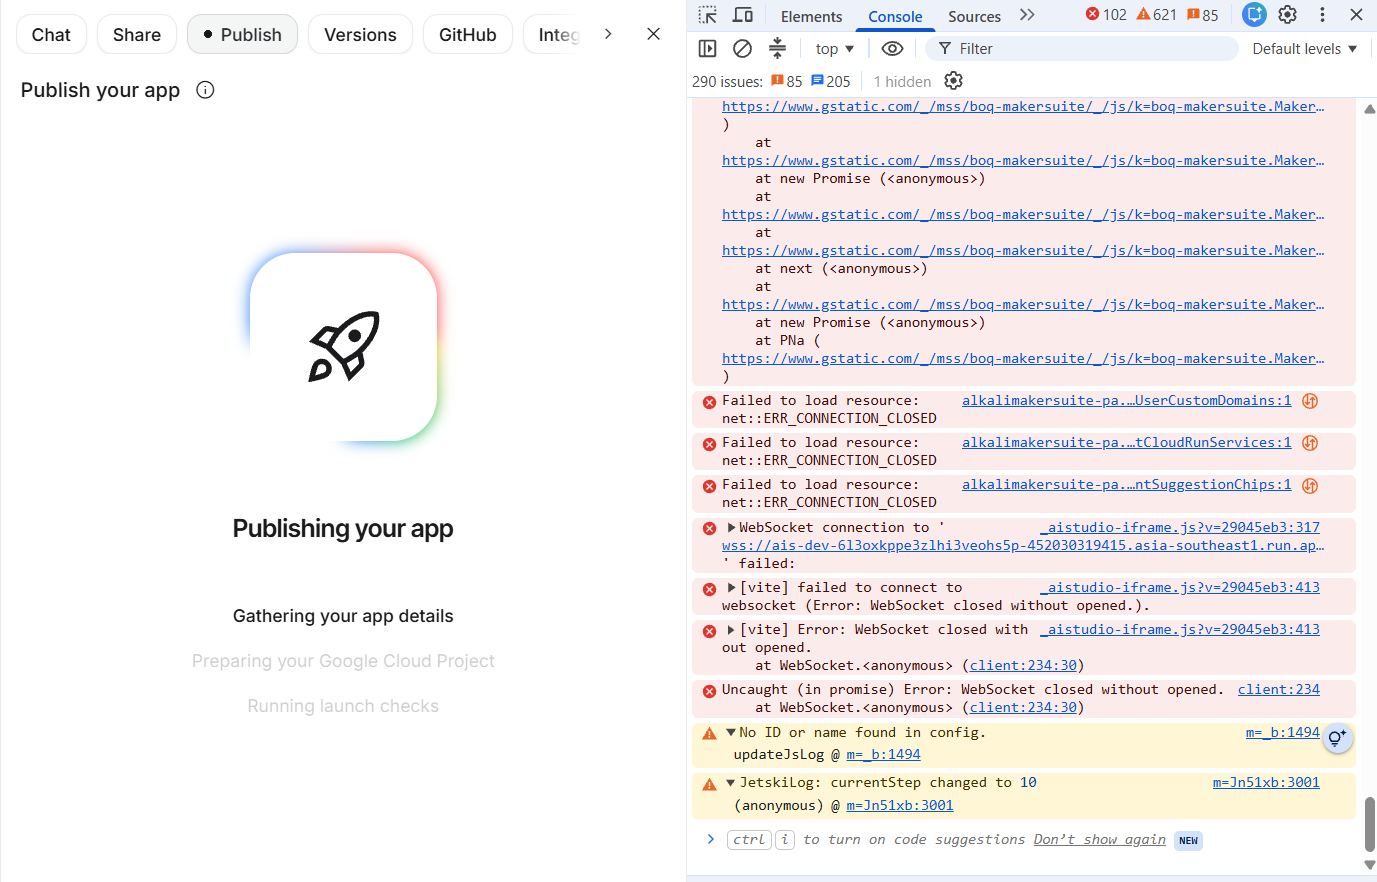 Chat
Share
Publish
Versions
GitHub
Integ
Publish your app
Publishing your app
Gathering your app details
Preparing your Google Cloud Project
Running launch checks
Elements Console Sources 102 621 85
top Filter Default levels
290 issues: 85 205 1 hidden
https://www.gstatic.com/_/mss/boq-makersuite/_/js/k=boq-makersuite.Maker…
)
at
https://www.gstatic.com/_/mss/boq-makersuite/_/js/k=boq-makersuite.Maker…
at new Promise (<anonymous>)
at
https://www.gstatic.com/_/mss/boq-makersuite/_/js/k=boq-makersuite.Maker…
at
https://www.gstatic.com/_/mss/boq-makersuite/_/js/k=boq-makersuite.Maker…
at next (<anonymous>)
at
https://www.gstatic.com/_/mss/boq-makersuite/_/js/k=boq-makersuite.Maker…
at new Promise (<anonymous>)
at PNa (
https://www.gstatic.com/_/mss/boq-makersuite/_/js/k=boq-makersuite.Maker…
)
Failed to load resource: alkalimakersuite-pa.…UserCustomDomains:1
net::ERR_CONNECTION_CLOSED
Failed to load resource: alkalimakersuite-pa.…tCloudRunServices:1
net::ERR_CONNECTION_CLOSED
Failed to load resource: alkalimakersuite-pa.…ntSuggestionChips:1
net::ERR_CONNECTION_CLOSED
WebSocket connection to ' _aistudio-iframe.js?v=29045eb3:317
wss://ais-dev-6l3oxkppe3zlhi3veohs5p-452030319415.asia-southeast1.run.ap…
' failed:
[vite] failed to connect to _aistudio-iframe.js?v=29045eb3:413
websocket (Error: WebSocket closed without opened.).
[vite] Error: WebSocket closed with _aistudio-iframe.js?v=29045eb3:413
out opened.
at WebSocket.<anonymous> (client:234:30)
Uncaught (in promise) Error: WebSocket closed without opened. client:234
at WebSocket.<anonymous> (client:234:30)
No ID or name found in config. m=_b:1494
updateJsLog @ m=_b:1494
JetskiLog: currentStep changed to 10 m=Jn51xb:3001
(anonymous) @ m=Jn51xb:3001
ctrl i to turn on code suggestions Don't show again NEW